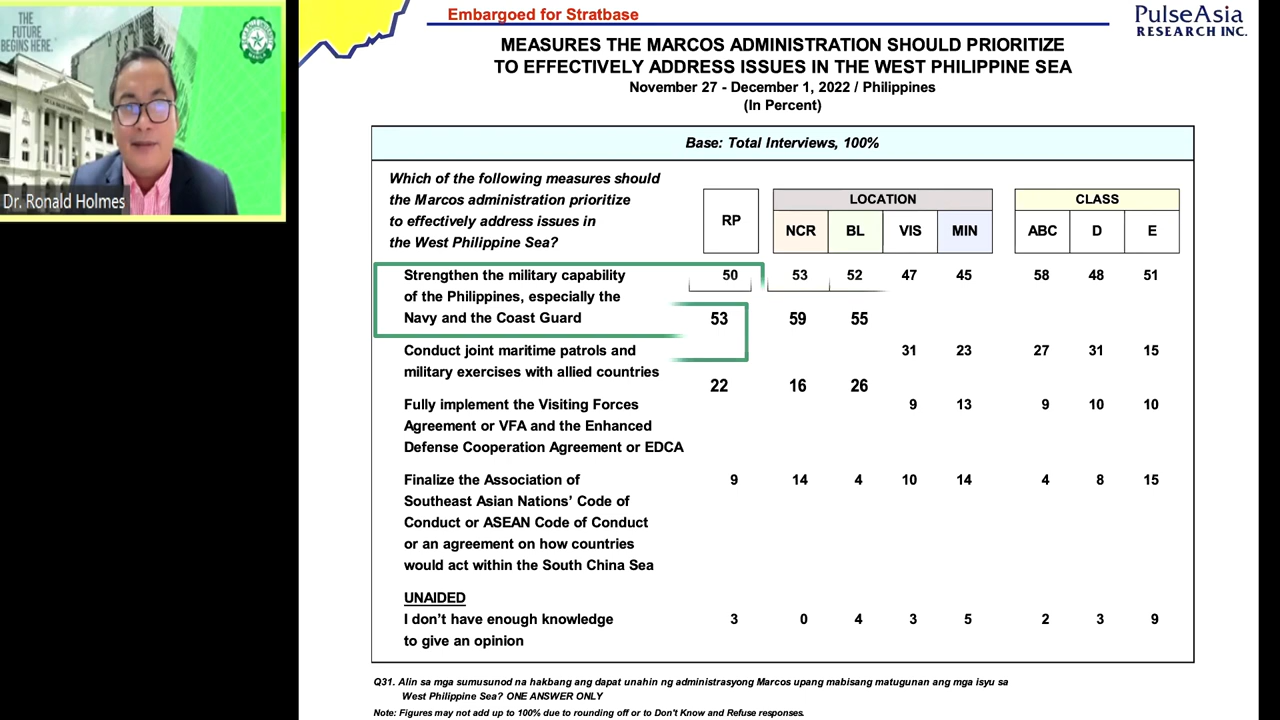 THE
FUTURE
BEGINS HERE.
Dr. Ronald Holmes
Embargoed for Stratbase
PulseAsia
RESEARCH INC.
MEASURES THE MARCOS ADMINISTRATION SHOULD PRIORITIZE
TO EFFECTIVELY ADDRESS ISSUES IN THE WEST PHILIPPINE SEA
November 27 - December 1, 2022 / Philippines
(In Percent)
Base: Total Interviews, 100%
Which of the following measures should
the Marcos administration prioritize
to effectively address issues in
the West Philippine Sea?
RP
LOCATION
CLASS
NCR BL VIS MIN ABC D E
Strengthen the military capability 50 53 52 47 45 58 48 51
of the Philippines, especially the
Navy and the Coast Guard 53 59 55
Conduct joint maritime patrols and 31 23 27 31 15
military exercises with allied countries
22 16 26
Fully implement the Visiting Forces 9 13 9 10 10
Agreement or VFA and the Enhanced
Defense Cooperation Agreement or EDCA
Finalize the Association of 9 14 4 10 14 4 8 15
Southeast Asian Nations' Code of
Conduct or ASEAN Code of Conduct
or an agreement on how countries
would act within the South China Sea
UNAIDED
I don't have enough knowledge 3 0 4 3 5 2 3 9
to give an opinion
Q31. Alin sa mga sumusunod na hakbang ang dapat unahin ng administrasyong Marcos upang mabisang matugunan ang mga isyu sa
West Philippine Sea? ONE ANSWER ONLY
Note: Figures may not add up to 100% due to rounding off or to Don't Know and Refuse responses.